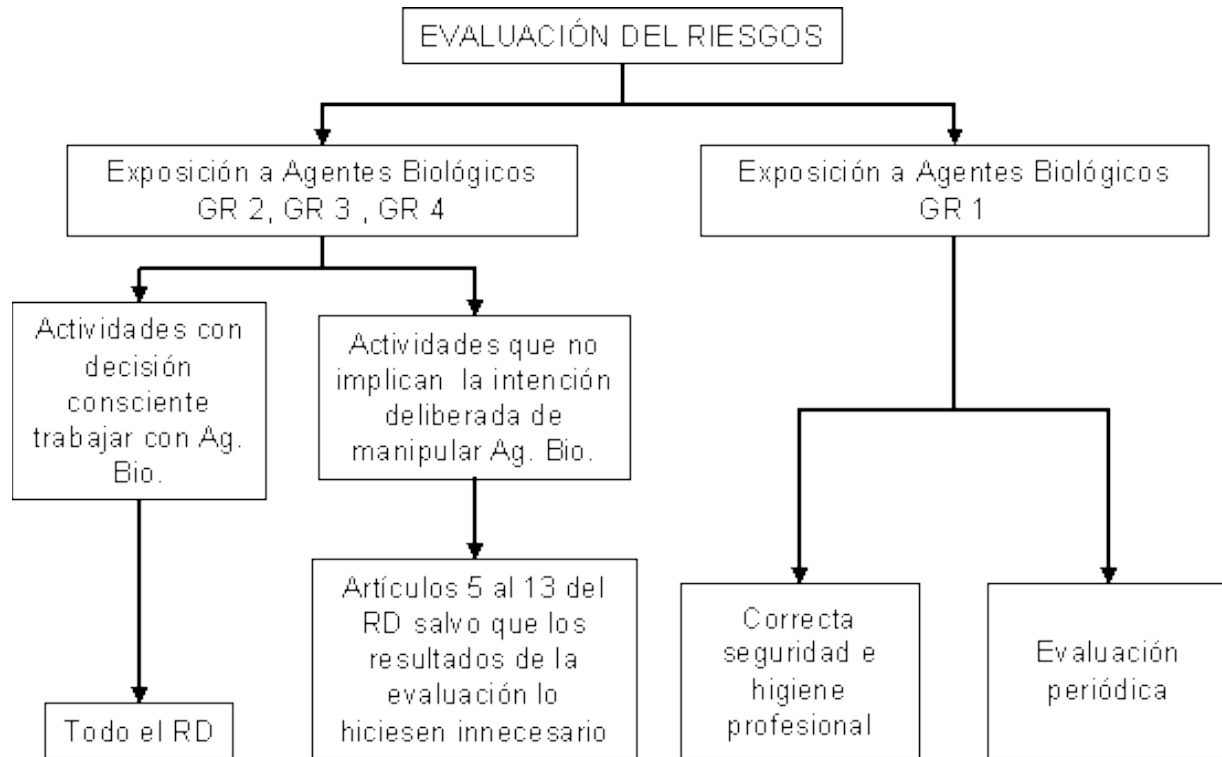 EVALUACIÓN DEL RIESGOS
Exposición a Agentes Biológicos
GR 2, GR 3 , GR 4
Exposición a Agentes Biológicos
GR 1
Actividades con
decisión
consciente
trabajar con Ag.
Bio.
Actividades que no
implican la intención
deliberada de
manipular Ag. Bio.
Todo el RD
Artículos 5 al 13 del
RD salvo que los
resultados de la
evaluación lo
hiciesen innecesario
Correcta
seguridad e
higiene
profesional
Evaluación
periódica